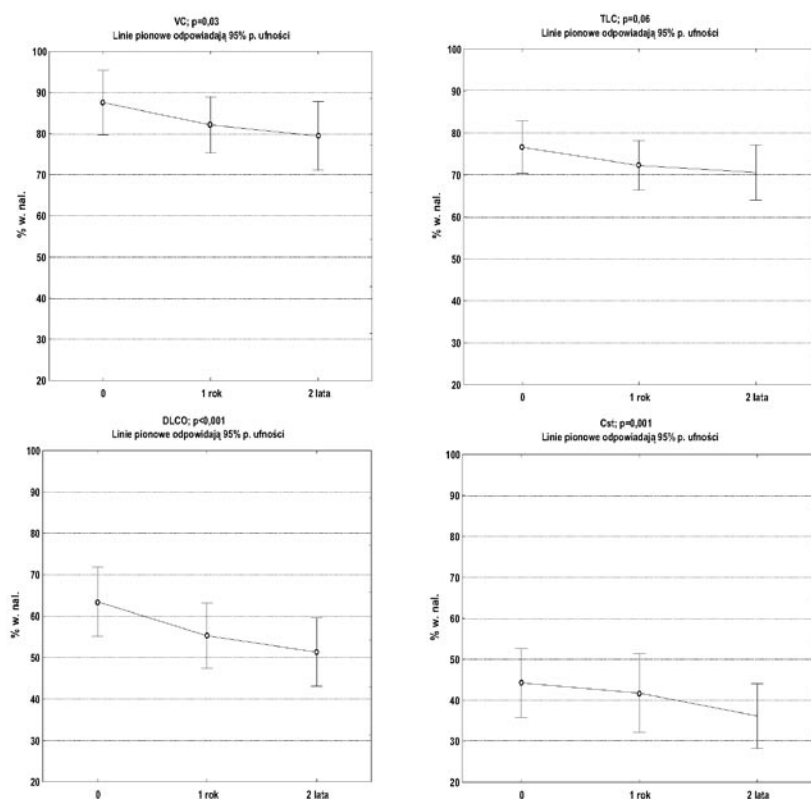 VC; p=0,03
Linie pionowe odpowiadają 95% p. ufności
100
90
80
70
60
50
40
30
20
% w. nal.
0 1 rok 2 lata
TLC; p=0,06
Linie pionowe odpowiadają 95% p. ufności
100
90
80
70
60
50
40
30
20
% w. nal.
0 1 rok 2 lata
DLCO; p<0,001
Linie pionowe odpowiadają 95% p. ufności
100
90
80
70
60
50
40
30
20
% w. nal.
0 1 rok 2 lata
Cst; p=0,001
Linie pionowe odpowiadają 95% p. ufności
100
90
80
70
60
50
40
30
20
% w. nal.
0 1 rok 2 lata